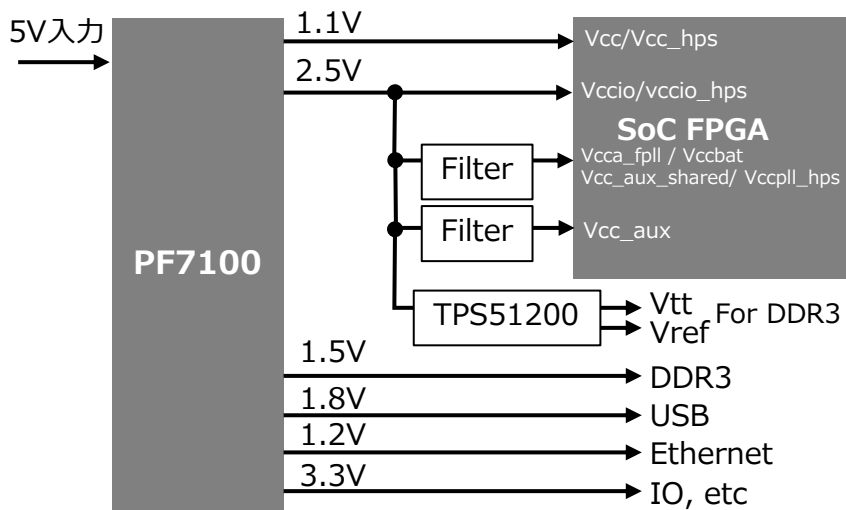 5V入力
PF7100
1.1V
2.5V
Vcc/Vcc_hps
Vccio/vccio_hps
SoC FPGA
Filter
Vcca_fpll / Vccbat
Vcc_aux_shared/ Vccpll_hps
Filter
Vcc_aux
TPS51200
Vtt
Vref
For DDR3
1.5V
DDR3
1.8V
USB
1.2V
Ethernet
3.3V
IO, etc